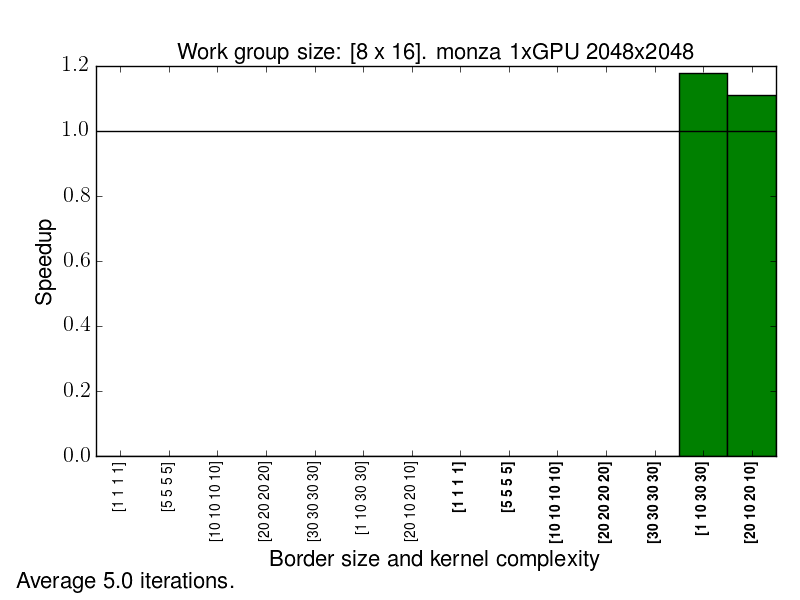 Work group size: [8 x 16]. monza 1xGPU 2048x2048
1.2
1.0
0.8
0.6
0.4
0.2
0.0
Speedup
[1 1 1 1]
[5 5 5 5]
[10 10 10 10]
[20 20 20 20]
[30 30 30 30]
[1 10 30 30]
[20 10 20 10]
[1 1 1 1]
[5 5 5 5]
[10 10 10 10]
[20 20 20 20]
[30 30 30 30]
[1 10 30 30]
[20 10 20 10]
Border size and kernel complexity
Average 5.0 iterations.